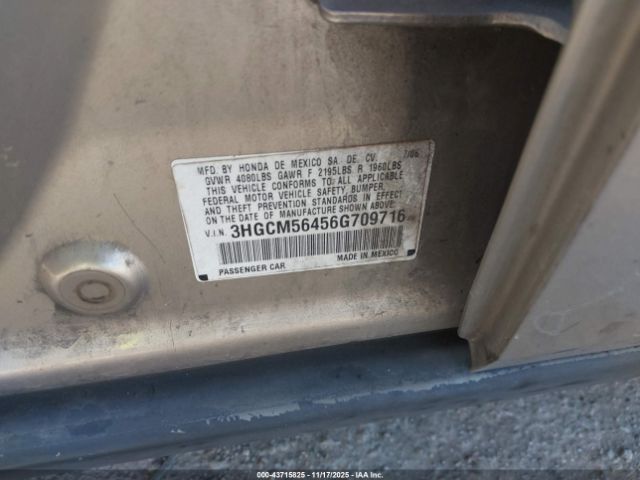 MFD. BY HONDA DE MEXICO SA. DE. CV. 7/06
GVWR 4080LBS GAWR F 2195LBS R 1960LBS
THIS VEHICLE CONFORMS TO ALL APPLICABLE
FEDERAL MOTOR VEHICLE SAFETY, BUMPER,
AND THEFT PREVENTION STANDARDS IN EFFECT
ON THE DATE OF MANUFACTURE SHOWN ABOVE.
V.I.N. 3HGCM56456G709716
PASSENGER CAR MADE IN MEXICO
000-43715825 - 11/17/2025 - IAA Inc.